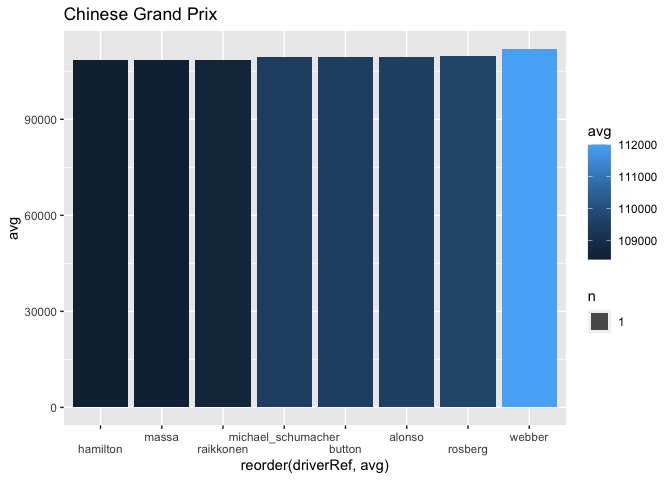 Chinese Grand Prix
avg
90000
60000
30000
0
hamilton
massa
raikkonen
michael_schumacher
button
alonso
rosberg
webber
reorder(driverRef, avg)
avg
112000
111000
110000
109000
n
1